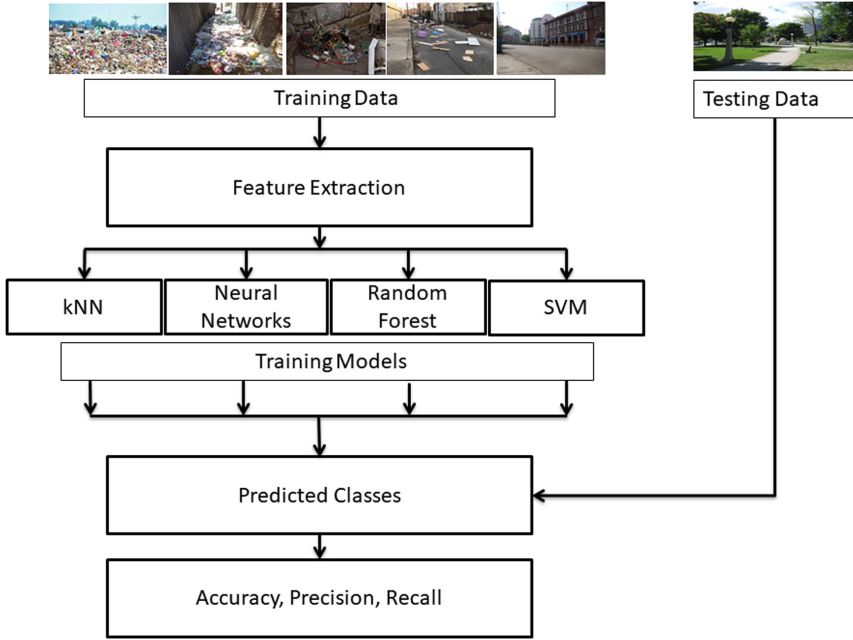 Training Data
Testing Data
Feature Extraction
kNN
Neural
Networks
Random
Forest
SVM
Training Models
Predicted Classes
Accuracy, Precision, Recall